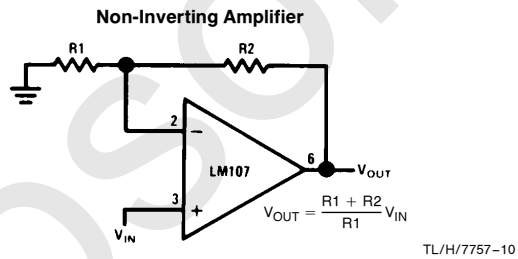 Non-Inverting Amplifier
R1
R2
2
-
6
LM107
VOUT
3
+
VIN
VOUT = R1 + R2 / R1 VIN
TL/H/7757–10